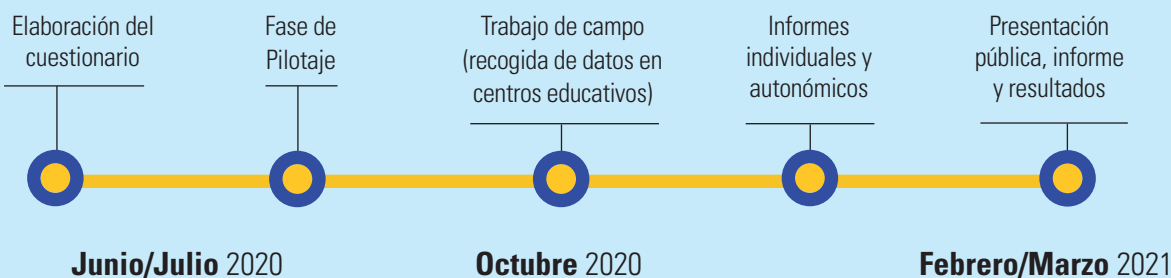 Elaboración del
cuestionario
Fase de
Pilotaje
Trabajo de campo
(recogida de datos en
centros educativos)
Informes
individuales y
autonómicos
Presentación
pública, informe
y resultados
Junio/Julio 2020
Octubre 2020
Febrero/Marzo 2021